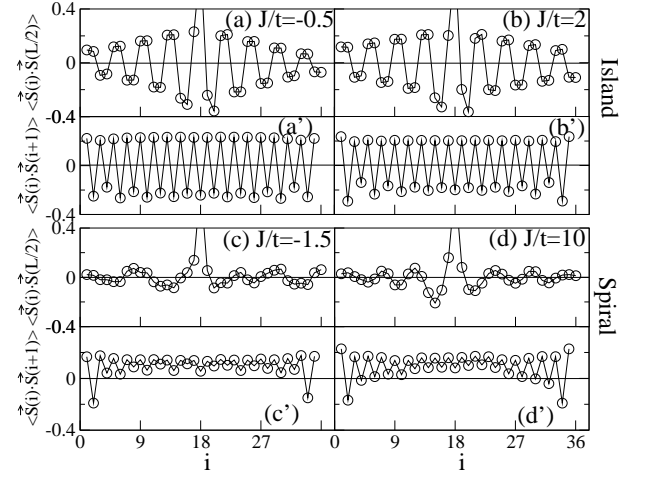 0.4
(a) J/t=-0.5
(b) J/t=2
<S(i)·S(L/2)>
0
-0.4
Island
(a')
(b')
<S(i)·S(i+1)>
0
-0.4
0.4
(c) J/t=-1.5
(d) J/t=10
<S(i)·S(L/2)>
0
-0.4
Spiral
<S(i)·S(i+1)>
0
(c')
(d')
-0.4
0 9 18 27 0 9 18 27 36
i i